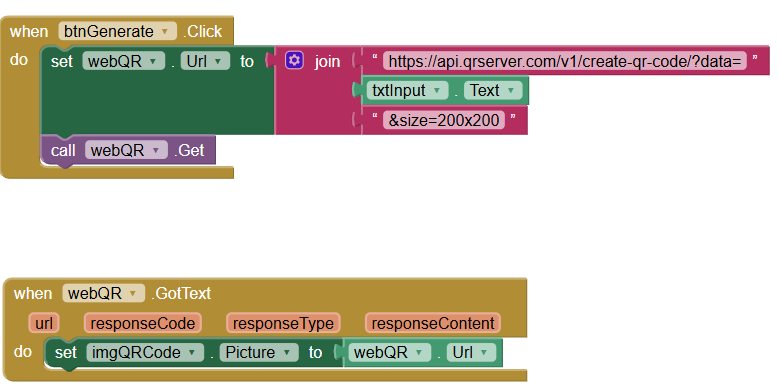 when btnGenerate .Click
do set webQR . Url to join " https://api.qrserver.com/v1/create-qr-code/?data= "
txtInput . Text
" &size=200x200 "
call webQR .Get
when webQR .GotText
url responseCode responseType responseContent
do set imgQRCode . Picture to webQR . Url